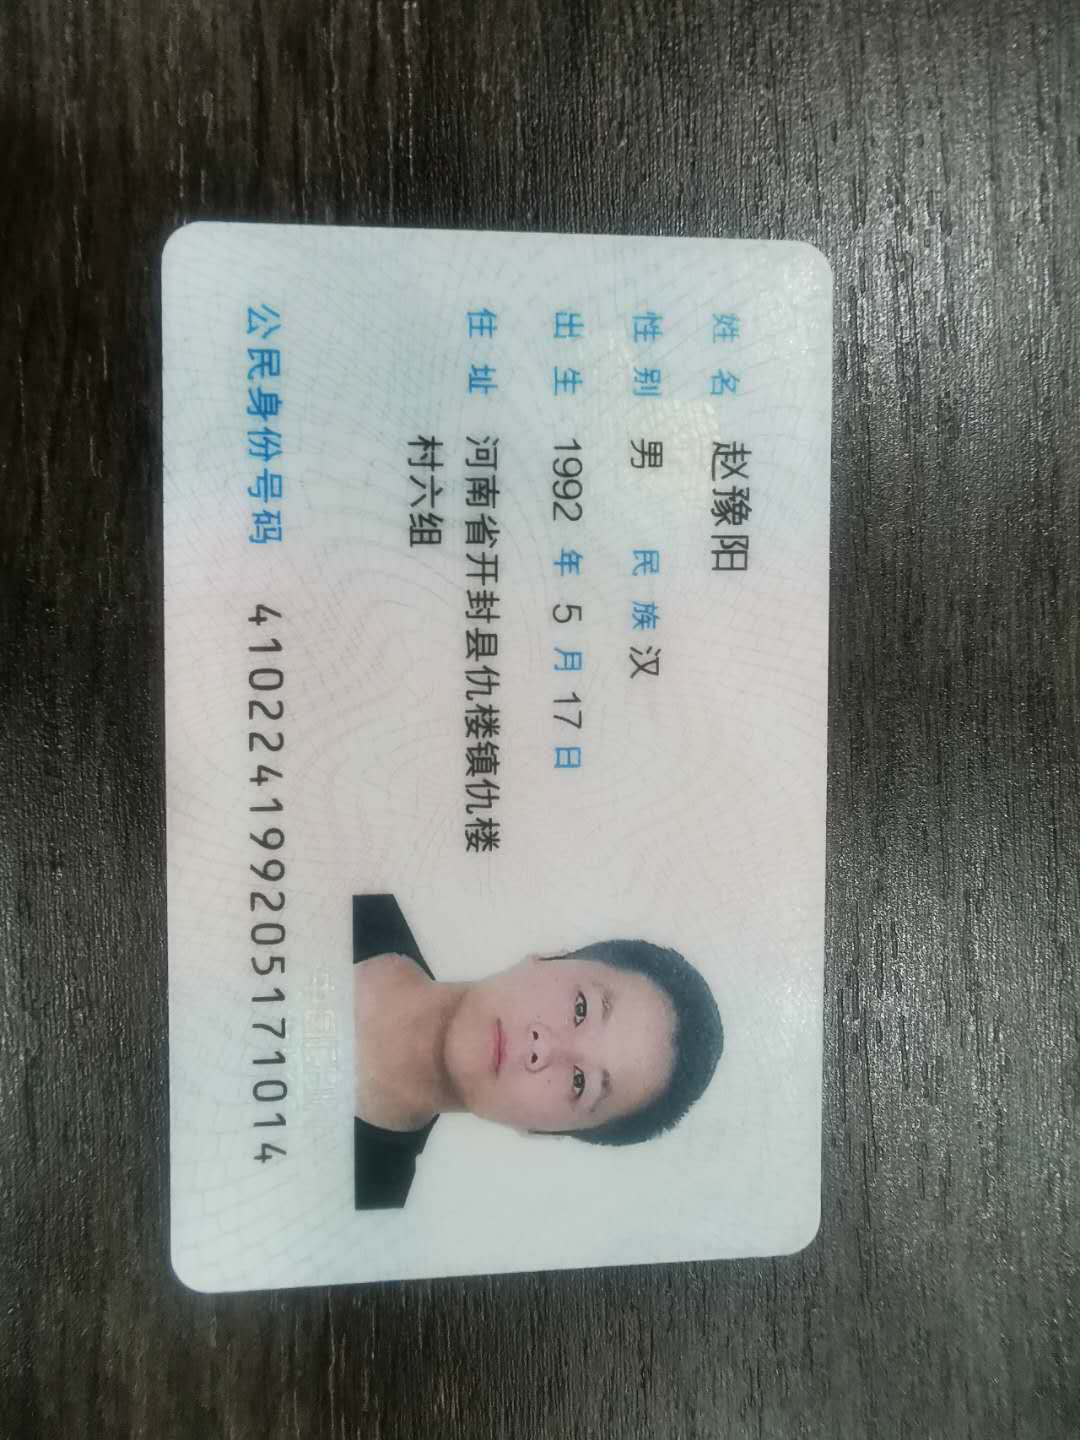 姓名 赵豫阳
性别 男 民族 汉
出生 1992 年 5 月 17 日
住址 河南省开封县仇楼镇仇楼
村六组
公民身份号码 410224199205171014